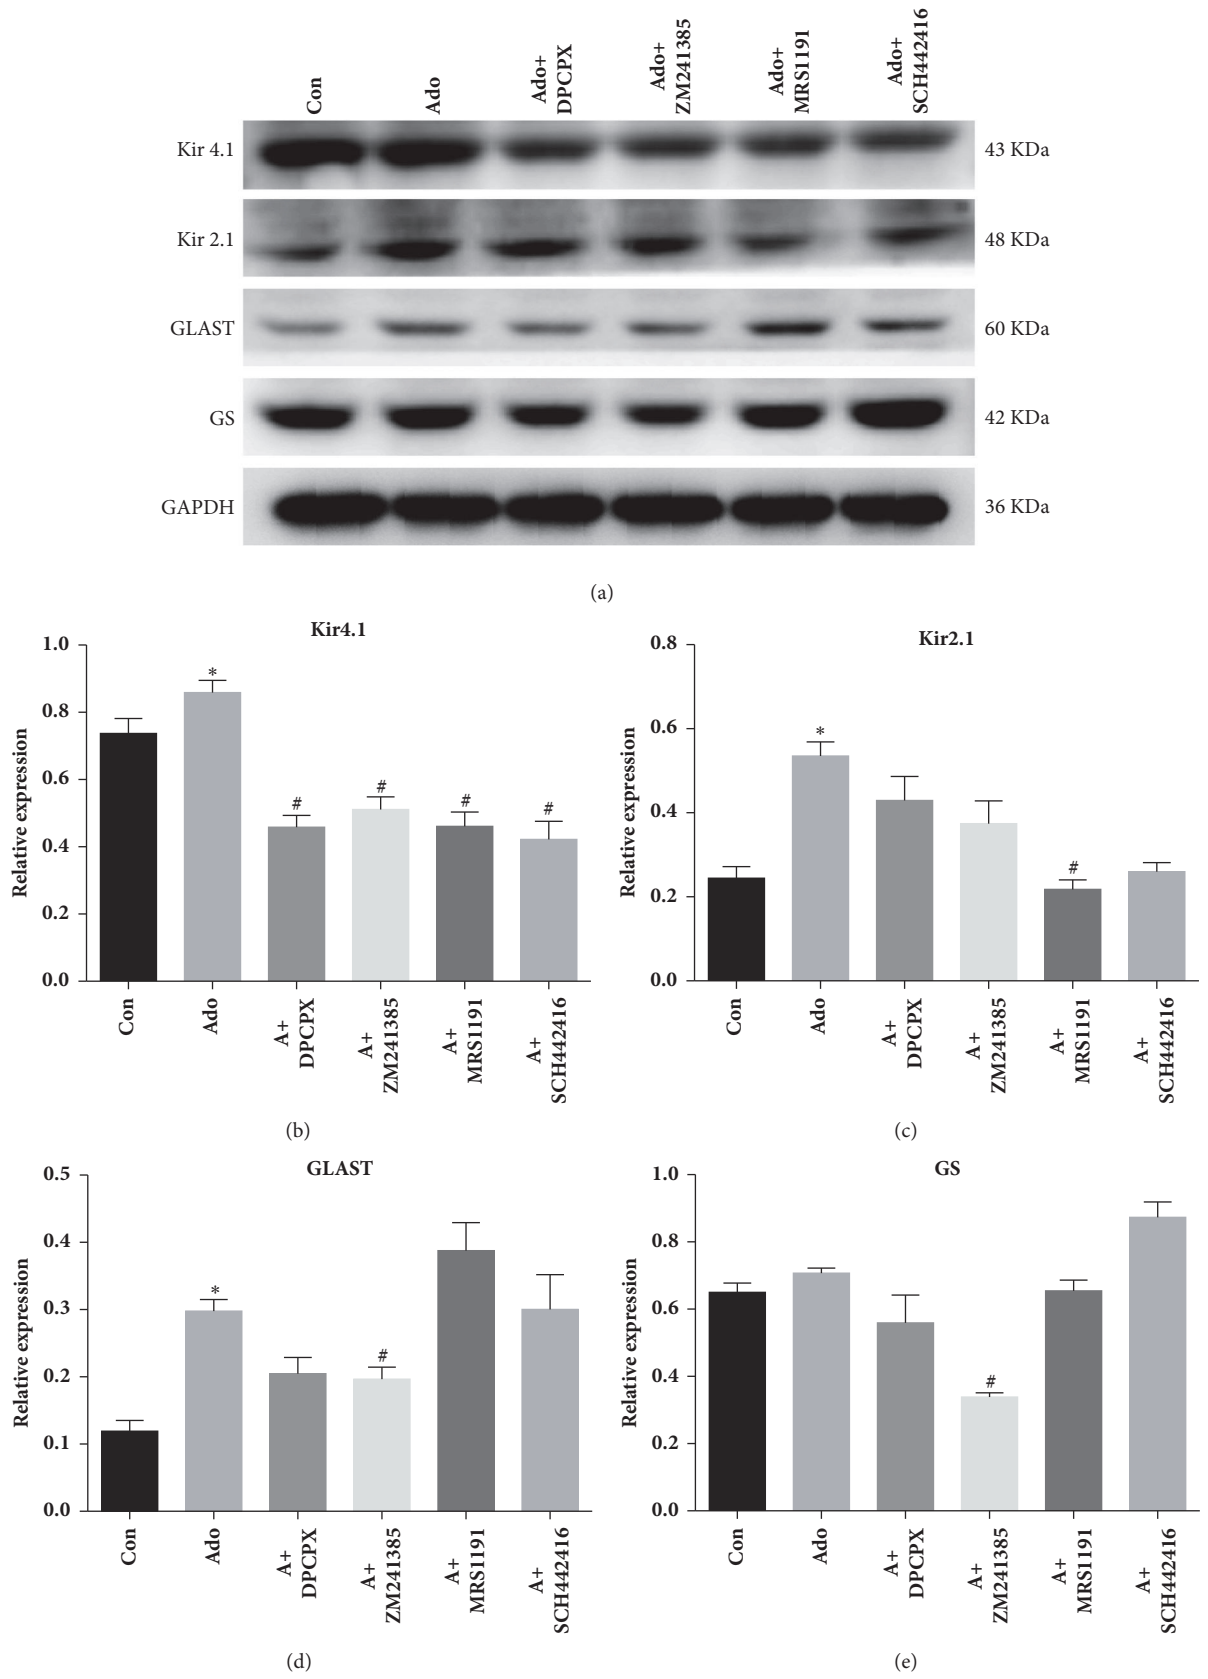 Con
Ado
Ado+
DPCPX
Ado+
ZM241385
Ado+
MRS1191
Ado+
SCH442416
Kir 4.1
43 KDa
Kir 2.1
48 KDa
GLAST
60 KDa
GS
42 KDa
GAPDH
36 KDa
(a)
Kir4.1
Relative expression
1.0
0.8
0.6
0.4
0.2
0.0
*
#
#
#
#
Con
Ado
A+
DPCPX
A+
ZM241385
A+
MRS1191
A+
SCH442416
(b)
Kir2.1
Relative expression
0.8
0.6
0.4
0.2
0.0
*
#
Con
Ado
A+
DPCPX
A+
ZM241385
A+
MRS1191
A+
SCH442416
(c)
GLAST
Relative expression
0.5
0.4
0.3
0.2
0.1
0.0
*
#
Con
Ado
A+
DPCPX
A+
ZM241385
A+
MRS1191
A+
SCH442416
(d)
GS
Relative expression
1.0
0.8
0.6
0.4
0.2
0.0
#
Con
Ado
A+
DPCPX
A+
ZM241385
A+
MRS1191
A+
SCH442416
(e)